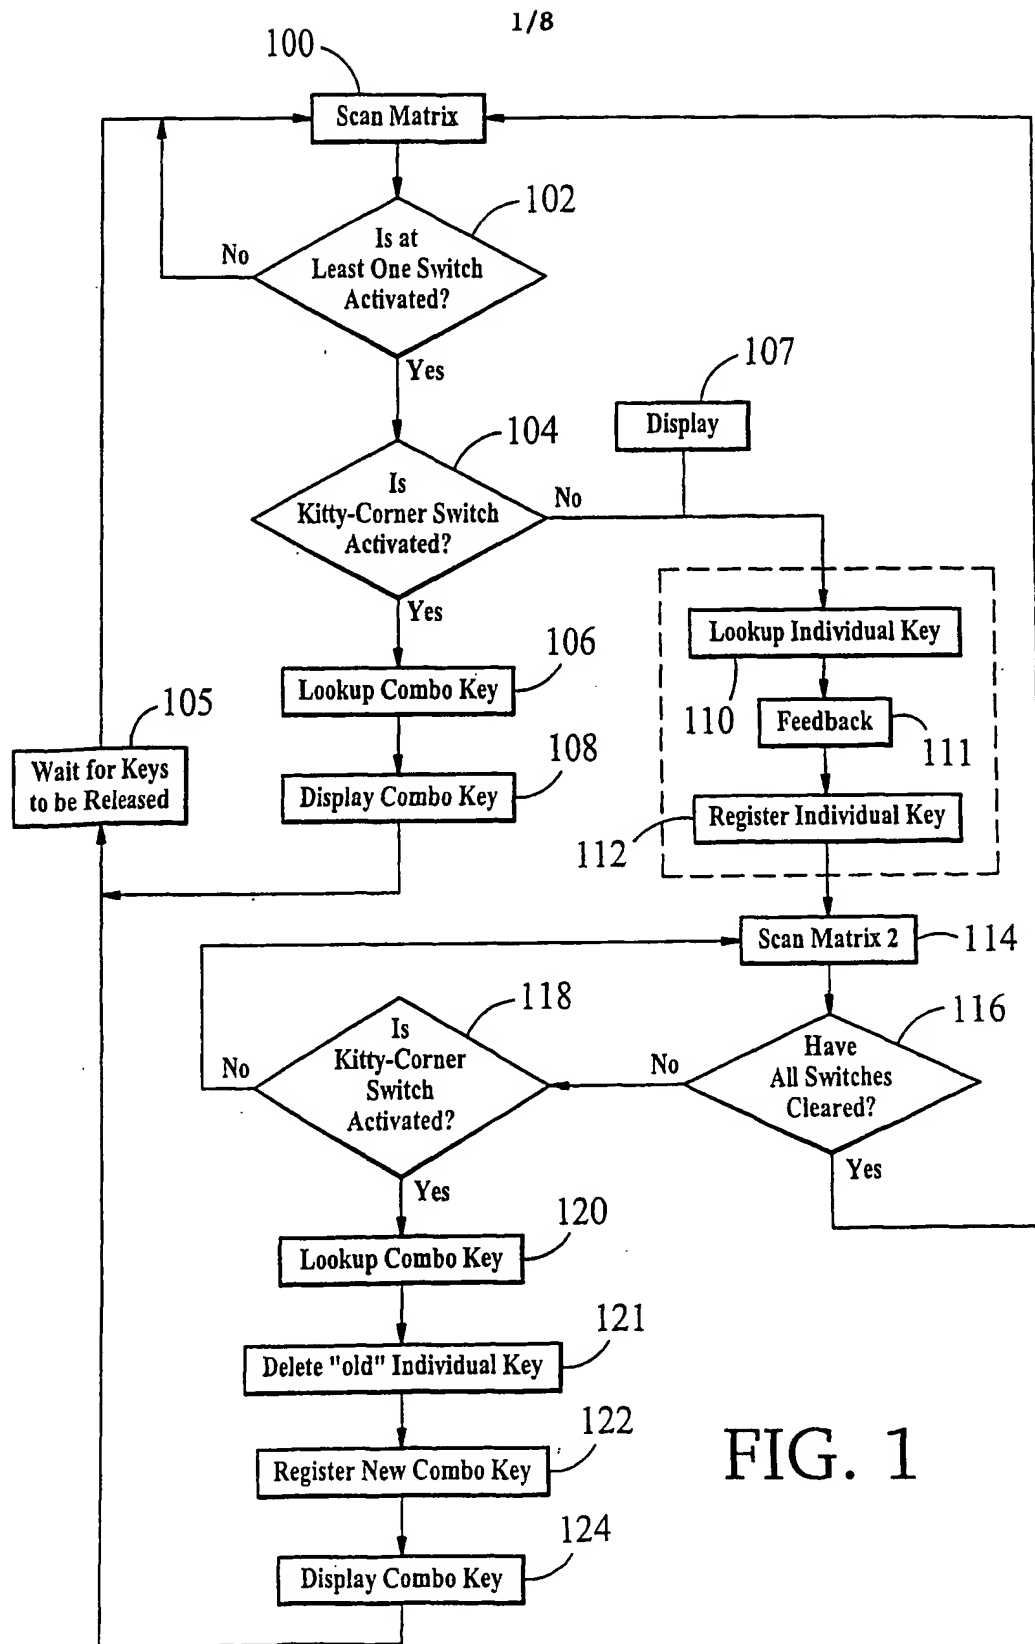 1/8
100
Scan Matrix
102
Is at
Least One Switch
Activated?
No
Yes
107
Display
104
Is
Kitty-Corner Switch
Activated?
No
Yes
106
Lookup Combo Key
Lookup Individual Key
110
105
Wait for Keys
to be Released
108
Display Combo Key
Feedback
111
Register Individual Key
112
Scan Matrix 2
114
118
Is
Kitty-Corner
Switch
Activated?
No
Yes
116
Have
All Switches
Cleared?
No
Yes
120
Lookup Combo Key
121
Delete "old" Individual Key
122
Register New Combo Key
124
Display Combo Key
FIG. 1